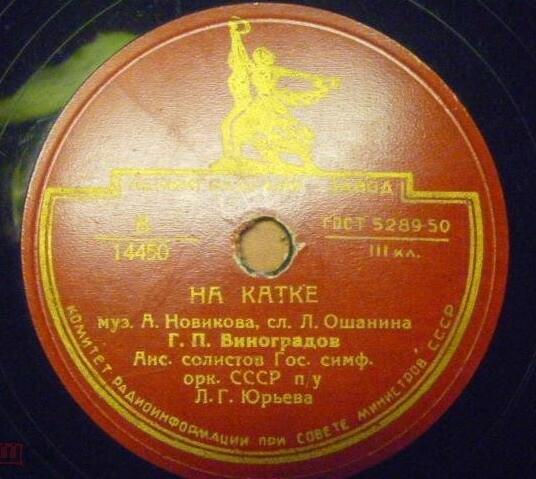 ЗАВОД
В
14450
ГОСТ 5289-50
III кл.
НА КАТКЕ
муз. А. Новикова, сл. Л. Ошанина
Г. П. Виноградов
Анс. солистов Гос. симф.
орк. СССР п/у
Л. Г. Юрьева
КОМИТЕТ РАДИОИНФОРМАЦИИ ПРИ СОВЕТЕ МИНИСТРОВ СССР